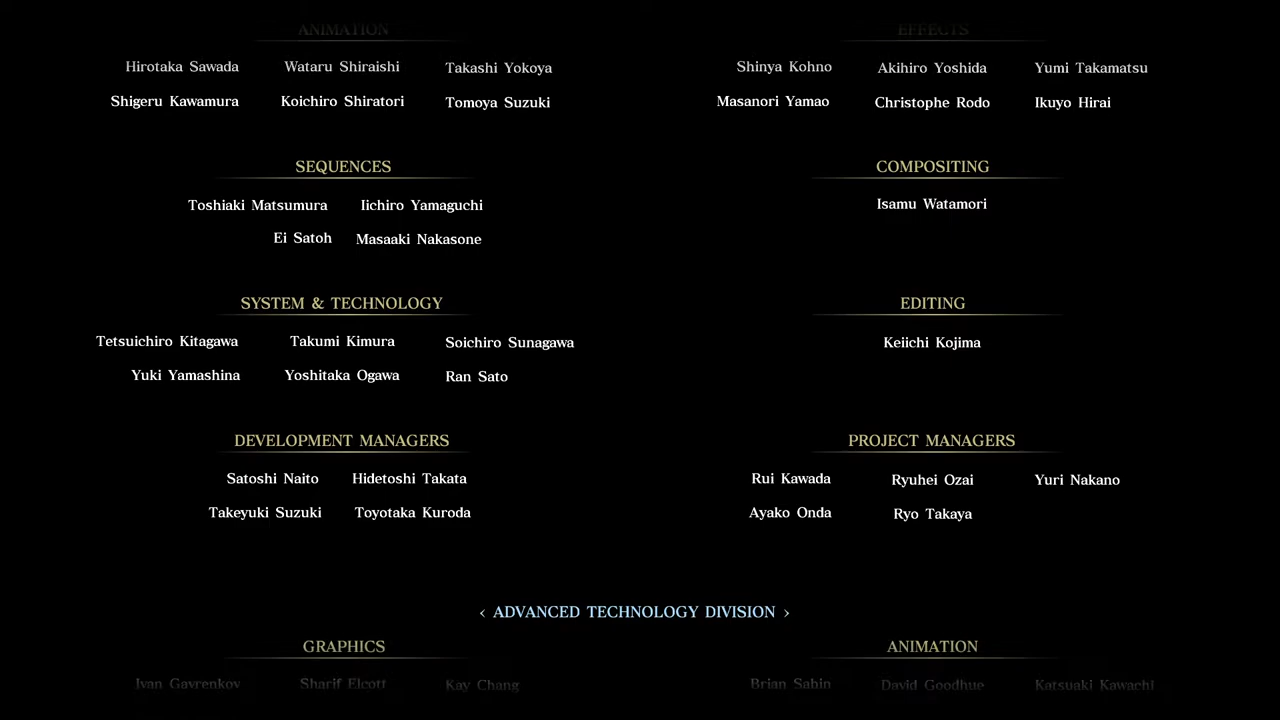 ANIMATION
EFFECTS
Hirotaka Sawada Wataru Shiraishi Takashi Yokoya
Shinya Kohno Akihiro Yoshida Yumi Takamatsu
Shigeru Kawamura Koichiro Shiratori Tomoya Suzuki
Masanori Yamao Christophe Rodo Ikuyo Hirai
SEQUENCES
COMPOSITING
Toshiaki Matsumura Iichiro Yamaguchi
Isamu Watamori
Ei Satoh Masaaki Nakasone
SYSTEM & TECHNOLOGY
EDITING
Tetsuichiro Kitagawa Takumi Kimura Soichiro Sunagawa
Keiichi Kojima
Yuki Yamashina Yoshitaka Ogawa Ran Sato
DEVELOPMENT MANAGERS
PROJECT MANAGERS
Satoshi Naito Hidetoshi Takata
Rui Kawada Ryuhei Ozai Yuri Nakano
Takeyuki Suzuki Toyotaka Kuroda
Ayako Onda Ryo Takaya
‹ ADVANCED TECHNOLOGY DIVISION ›
GRAPHICS
ANIMATION
Ivan Gavrenkov Sharif Elcott Kay Chang
Brian Sabin David Goodhue Katsuaki Kawachi